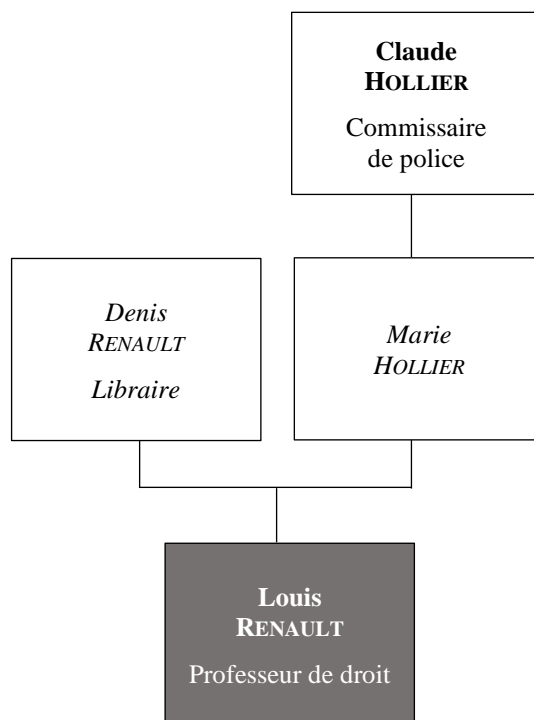 Claude
HOLLIER
Commissaire
de police
Denis
RENAULT
Libraire
Marie
HOLLIER
Louis
RENAULT
Professeur de droit